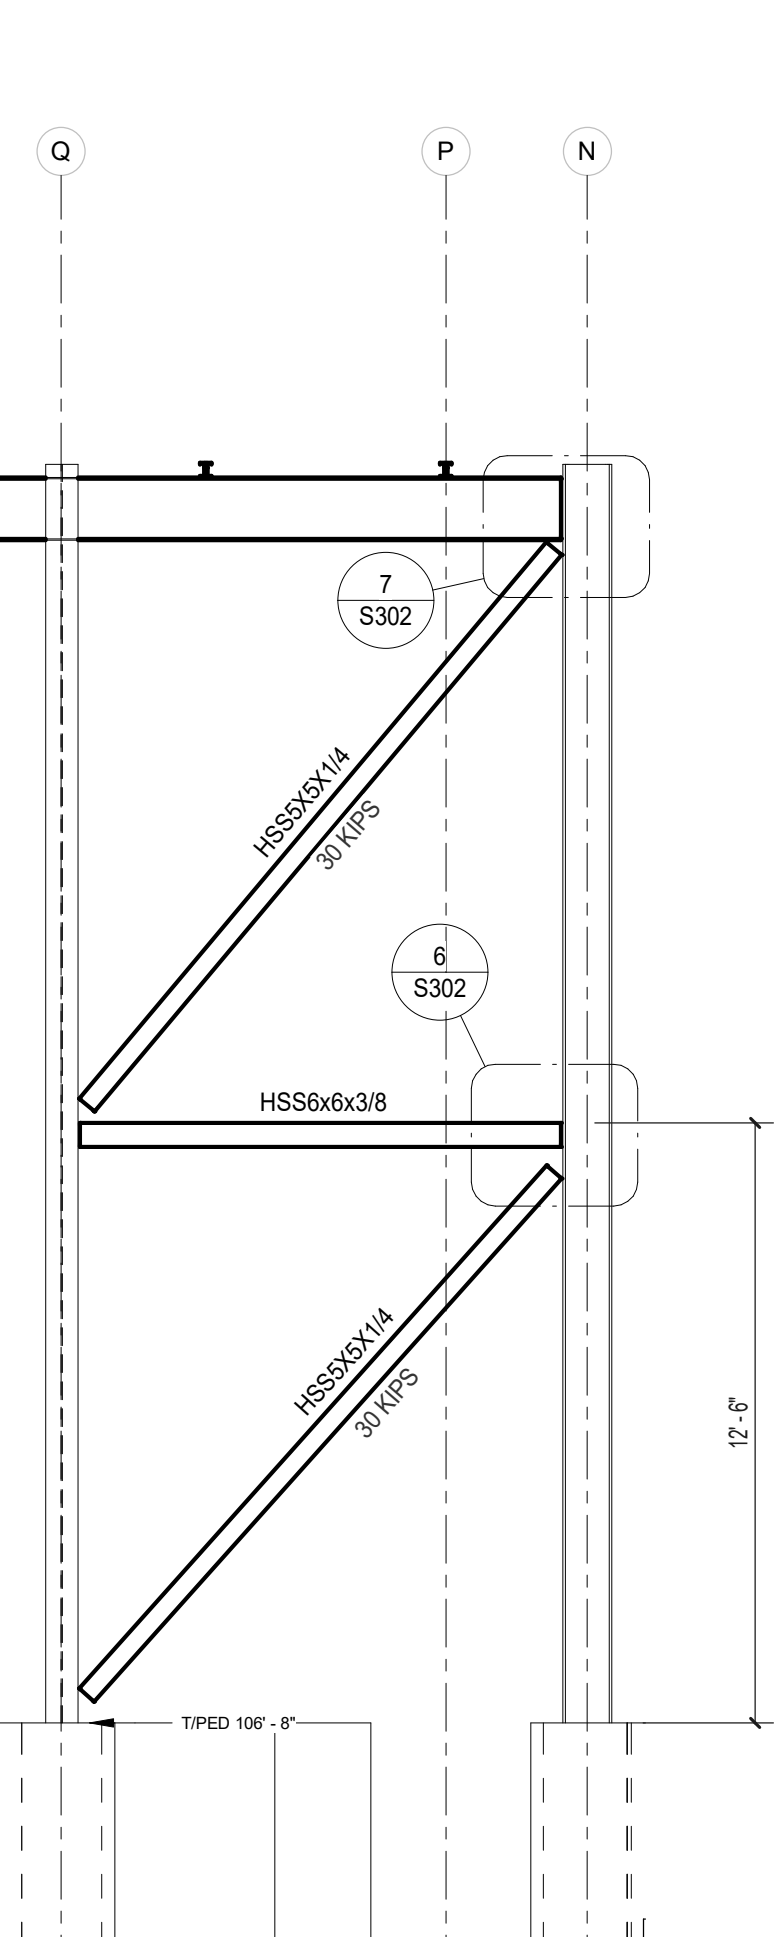 Q
P
N
7
S302
HSS5X5X1/4
30 KIPS
6
S302
HSS6x6x3/8
HSS5X5X1/4
30 KIPS
12' - 6"
T/PED 106' - 8"